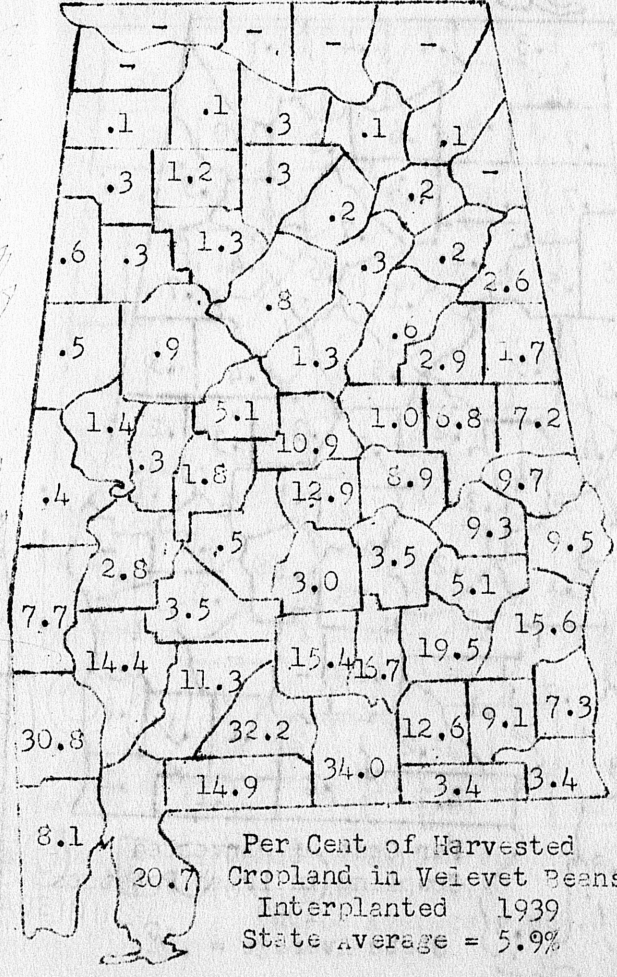 - - - -
-
.1 .1 .3 .1 .1
.3 1.2 .3 .2 .2 -
.6 .3 1.3 .3 .2 2.6
.8
.5 .9 1.3 .6 2.9 1.7
1.4 5.1 10.9 1.0 6.8 7.2
.3 1.8 12.9 8.9 9.7
.4 .5 9.3 9.5
2.8 3.0 3.5 5.1
7.7 3.5 15.6
14.4 11.3 15.4 16.7 19.5
30.8 32.2 12.6 9.1 7.3
14.9 34.0 3.4 3.4
8.1
20.7
Per Cent of Harvested
Cropland in Velevet Beans
Interplanted 1939
State Average = 5.9%